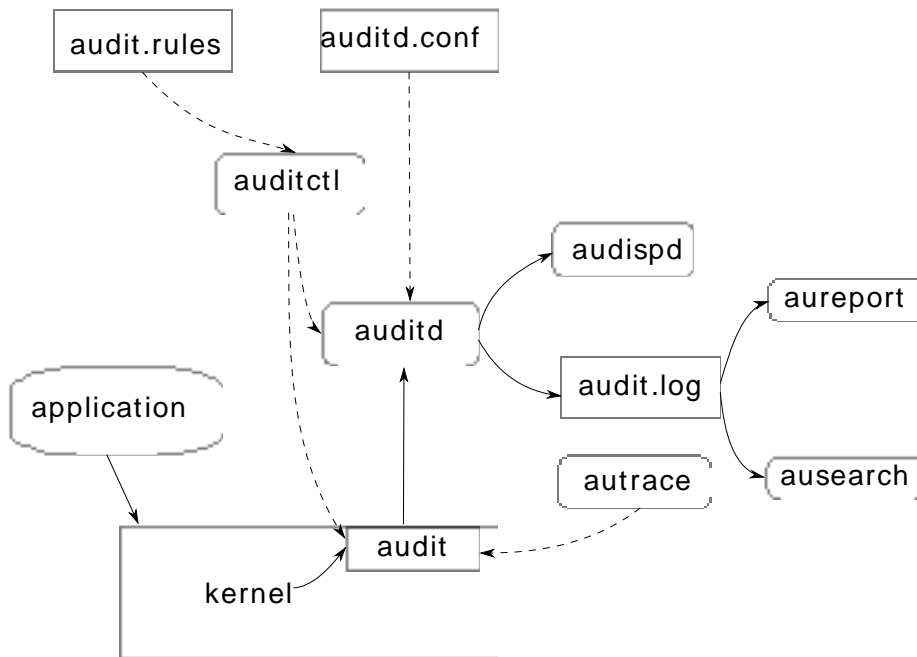 audit.rules
auditd.conf
auditctl
audispd
aureport
auditd
audit.log
application
autrace
ausearch
audit
kernel